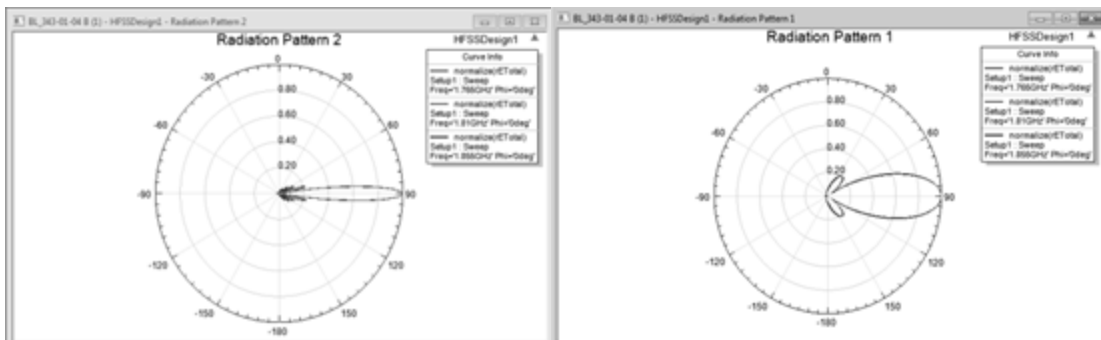 BL_343-01-04 B (1) - HFSSDesign1 - Radiation Pattern 2
Radiation Pattern 2
HFSSDesign1
Curve Info
normalize(rETotal)
Setup1 : Sweep
Freq='1.766GHz' Phi='0deg'
normalize(rETotal)
Setup1 : Sweep
Freq='1.81GHz' Phi='0deg'
normalize(rETotal)
Setup1 : Sweep
Freq='1.856GHz' Phi='0deg'
0
-30
30
0.80
-60
60
0.60
0.40
0.20
-90
90
-120
120
-150
150
-180
BL_343-01-04 B (1) - HFSSDesign1 - Radiation Pattern 1
Radiation Pattern 1
HFSSDesign1
Curve Info
normalize(rETotal)
Setup1 : Sweep
Freq='1.766GHz' Phi='0deg'
normalize(rETotal)
Setup1 : Sweep
Freq='1.81GHz' Phi='0deg'
normalize(rETotal)
Setup1 : Sweep
Freq='1.856GHz' Phi='0deg'
0
-30
30
0.80
-60
60
0.60
0.40
0.20
-90
90
-120
120
-150
150
-180